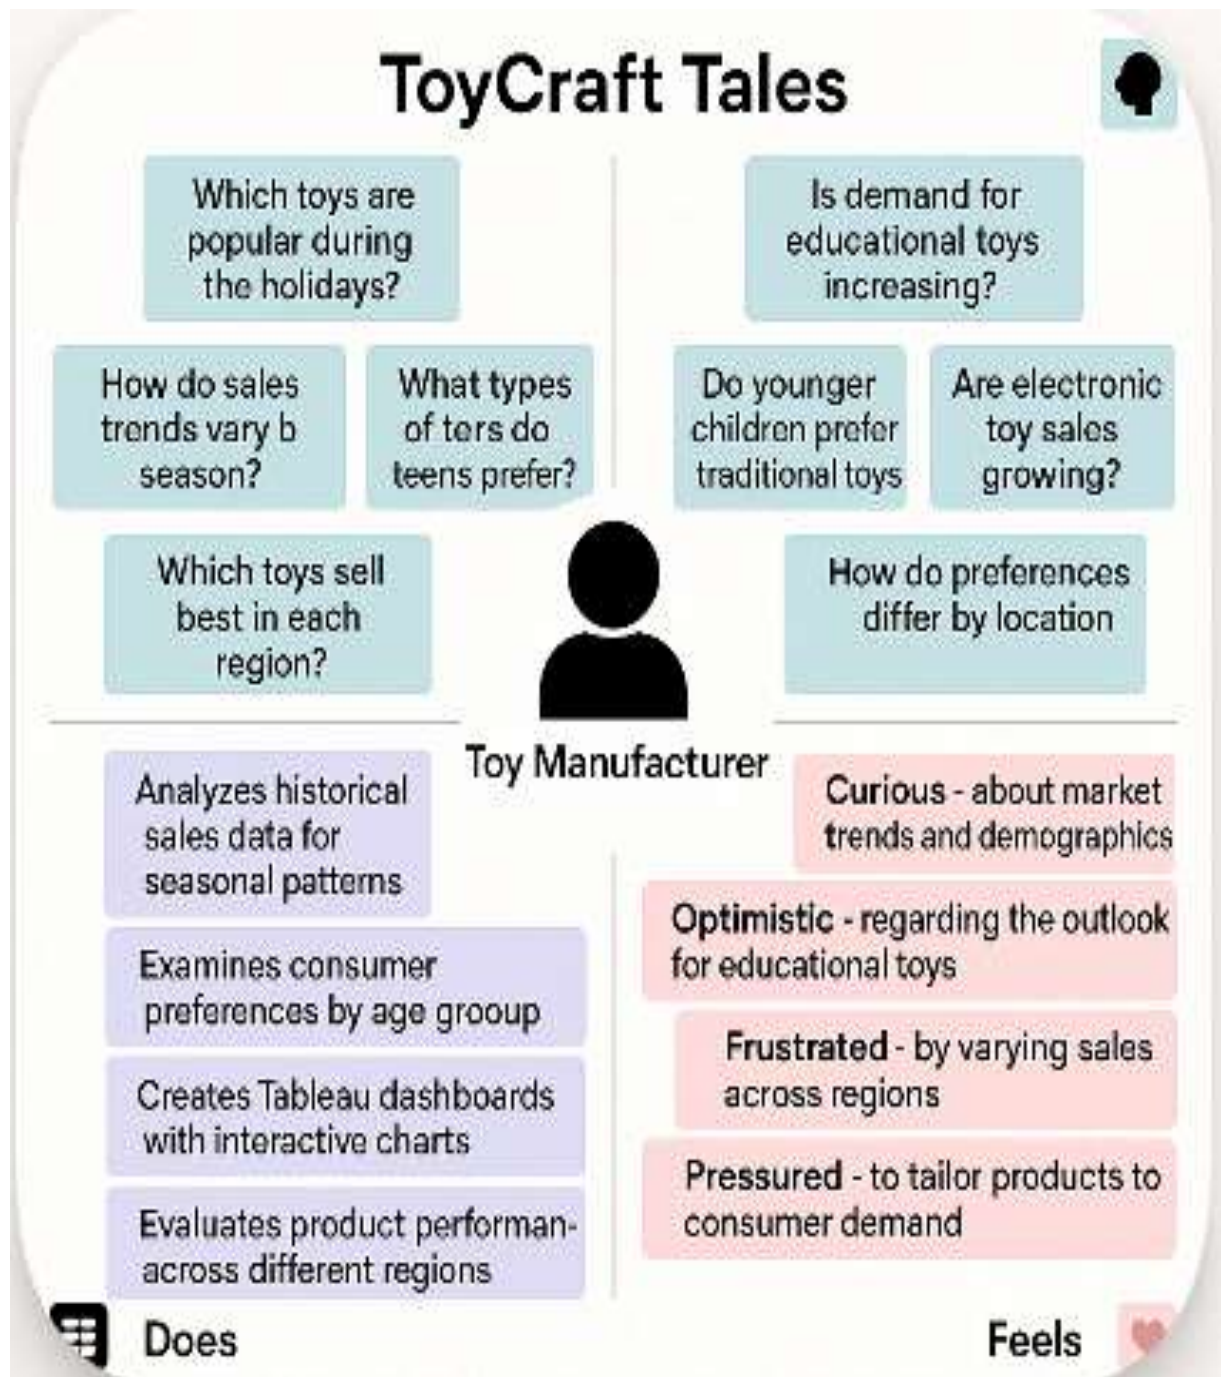 ToyCraft Tales
Which toys are
popular during
the holidays?
Is demand for
educational toys
increasing?
How do sales
trends vary b
season?
What types
of ters do
teens prefer?
Do younger
children prefer
traditional toys
Are electronic
toy sales
growing?
Which toys sell
best in each
region?
How do preferences
differ by location
Toy Manufacturer
Analyzes historical
sales data for
seasonal patterns
Examines consumer
preferences by age grooup
Creates Tableau dashboards
with interactive charts
Evaluates product performan-
across different regions
Does
Curious - about market
trends and demographics
Optimistic - regarding the outlook
for educational toys
Frustrated - by varying sales
across regions
Pressured - to tailor products to
consumer demand
Feels